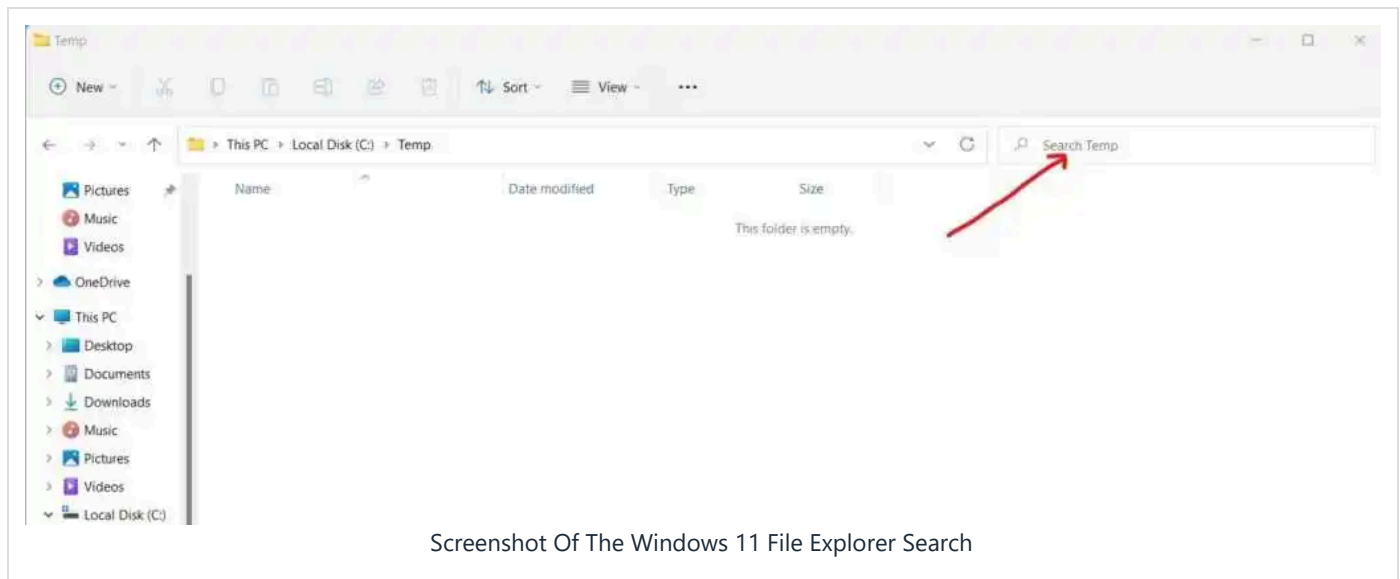 Temp
New
Sort
View
This PC > Local Disk (C:) > Temp
Search Temp
Pictures
Music
Videos
OneDrive
This PC
Desktop
Documents
Downloads
Music
Pictures
Videos
Local Disk (C:)
Name
Date modified
Type
Size
This folder is empty.
Screenshot Of The Windows 11 File Explorer Search